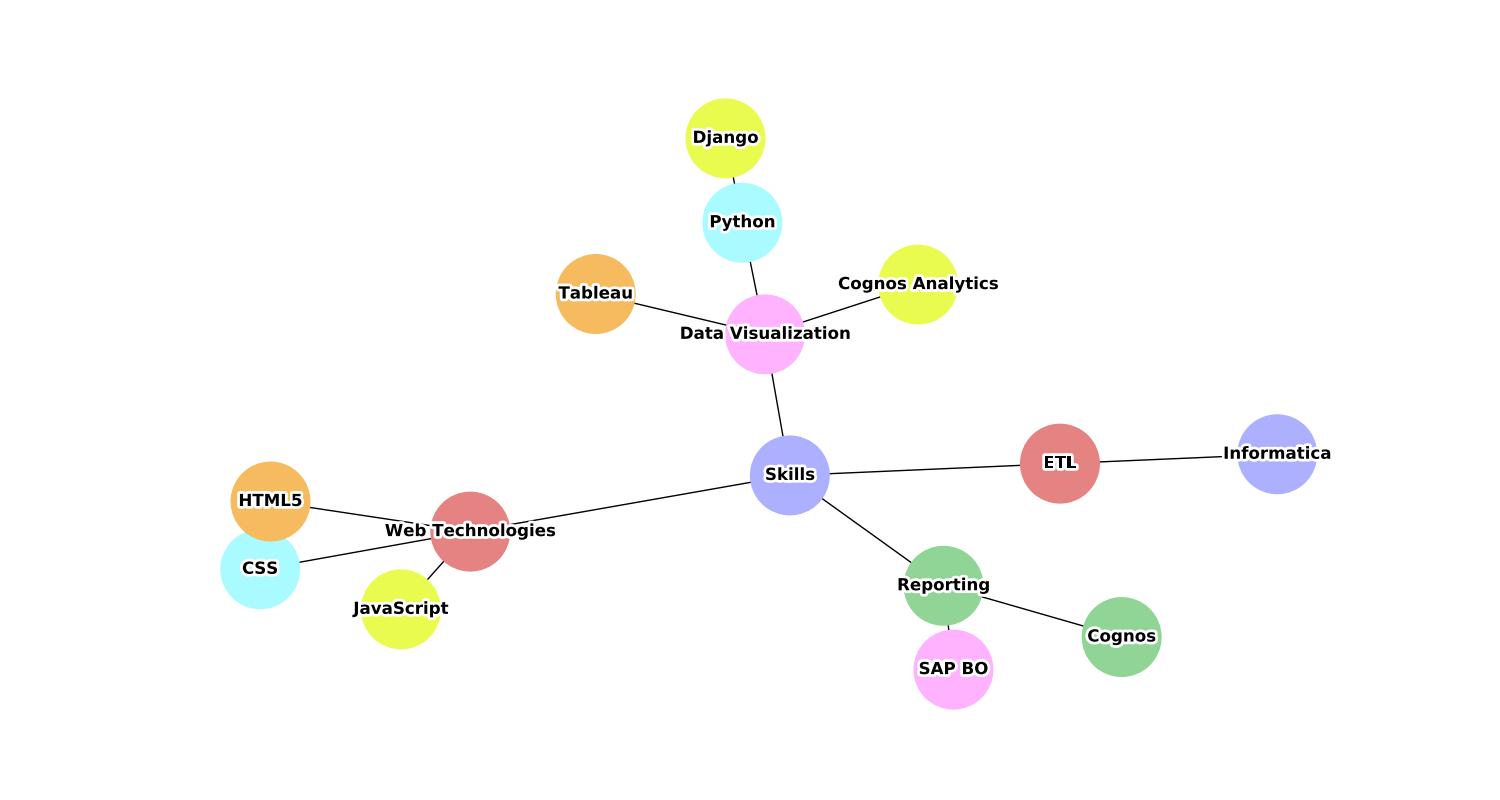 Django
Python
Cognos Analytics
Tableau
Data Visualization
Informatica
ETL
Skills
HTML5
Web Technologies
CSS
Reporting
JavaScript
Cognos
SAP BO